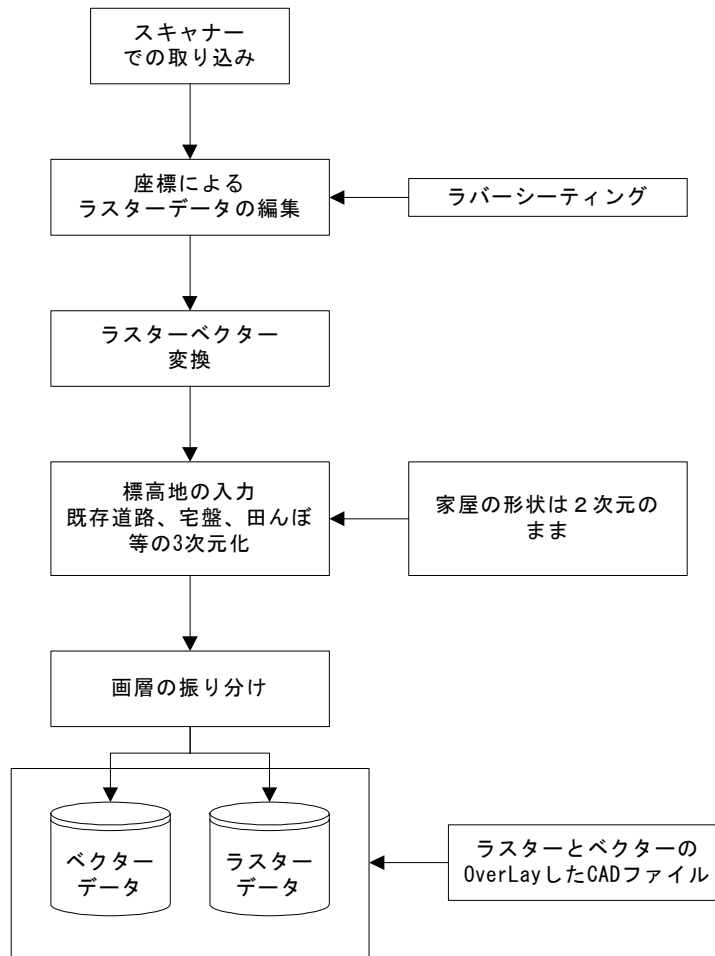 スキャナー
での取り込み
座標による
ラスターデータの編集
ラバーシーティング
ラスターベクター
変換
標高地の入力
既存道路、宅盤、田んぼ
等の3次元化
家屋の形状は２次元の
まま
画層の振り分け
ベクター
データ
ラスター
データ
ラスターとベクターの
OverLayしたCADファイル